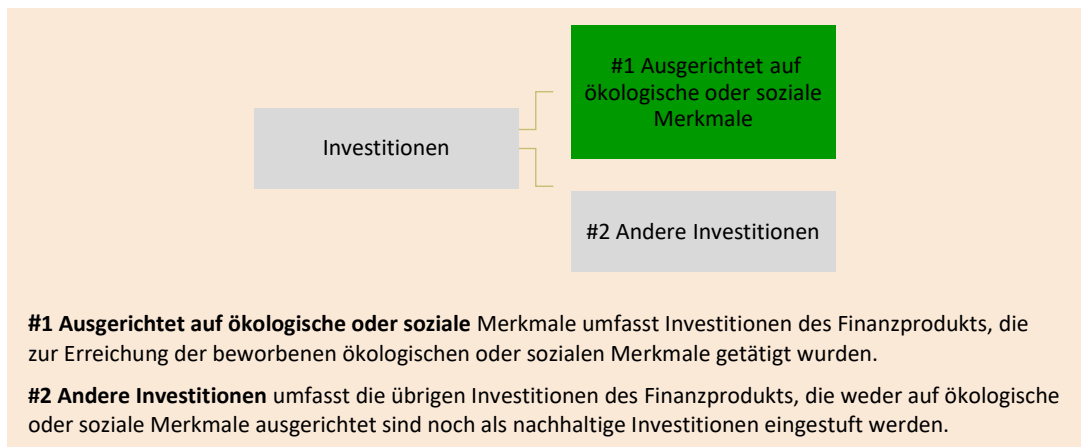 #1 Ausgerichtet auf
ökologische oder soziale
Merkmale
Investitionen
#2 Andere Investitionen
#1 Ausgerichtet auf ökologische oder soziale Merkmale umfasst Investitionen des Finanzprodukts, die
zur Erreichung der beworbenen ökologischen oder sozialen Merkmale getätigt wurden.
#2 Andere Investitionen umfasst die übrigen Investitionen des Finanzprodukts, die weder auf ökologische
oder soziale Merkmale ausgerichtet sind noch als nachhaltige Investitionen eingestuft werden.